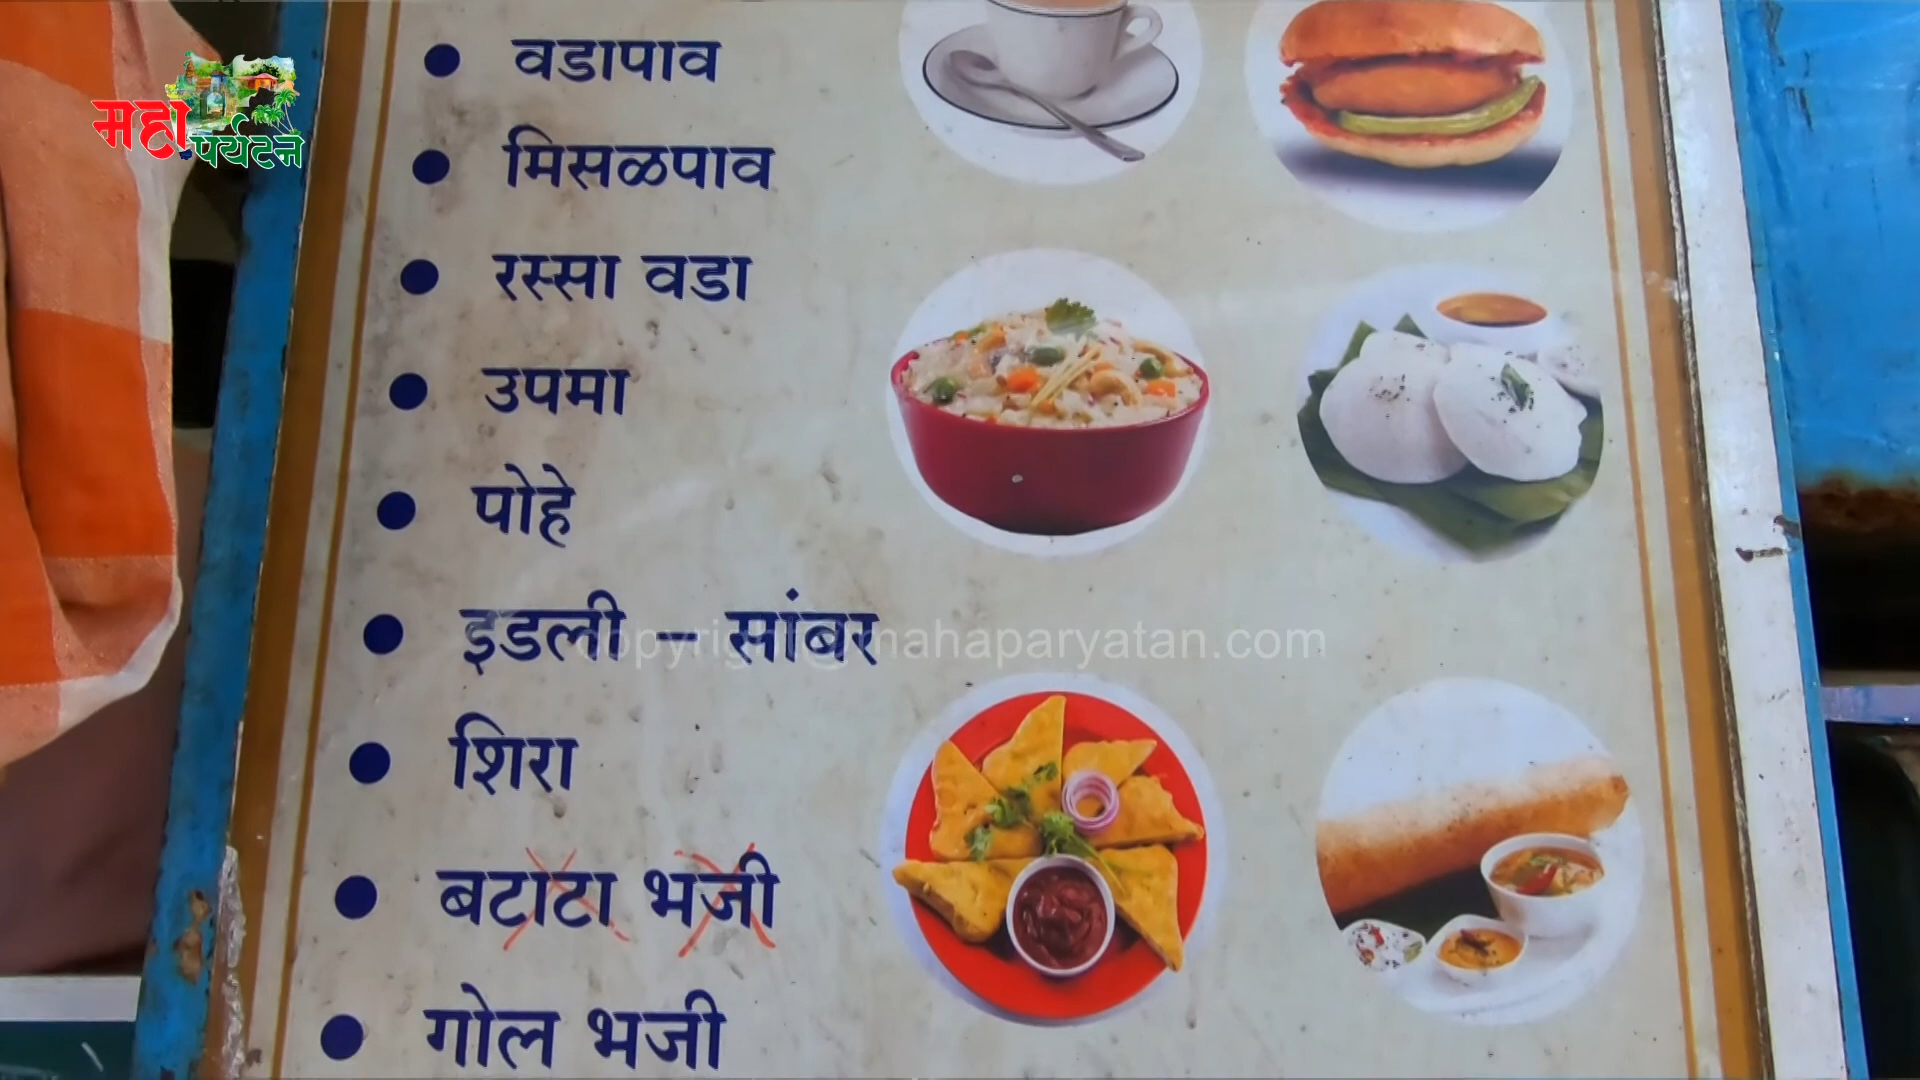 महा
पर्यटन
वडापाव
मिसळपाव
रस्सा वडा
उपमा
पोहे
इडली – सांबर
copyright@mahaparyatan.com
शिरा
बटाटा भजी
गोल भजी